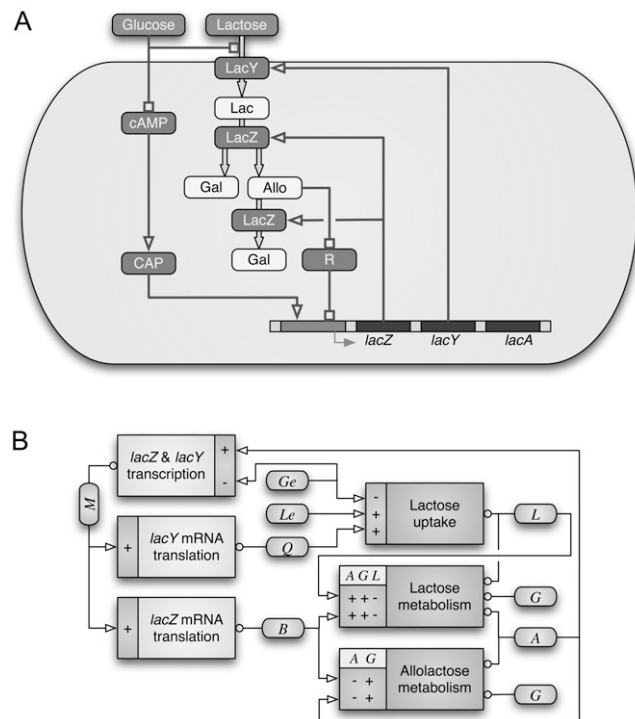 A
Glucose Lactose
LacY
Lac
cAMP
LacZ
Gal Allo
LacZ
CAP Gal R
lacZ lacY lacA
B
lacZ & lacY
transcription
+
-
M
Ge
Le
Q
-
+
+
Lactose
uptake
L
+
lacY mRNA
translation
A G L
+ + -
+ + -
Lactose
metabolism
G
A
+
lacZ mRNA
translation
B
A G
- +
- +
Allolactose
metabolism
G